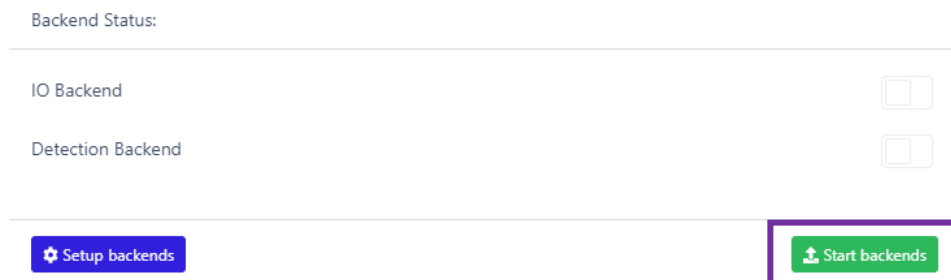 Backend Status:
IO Backend
Detection Backend
Setup backends
Start backends